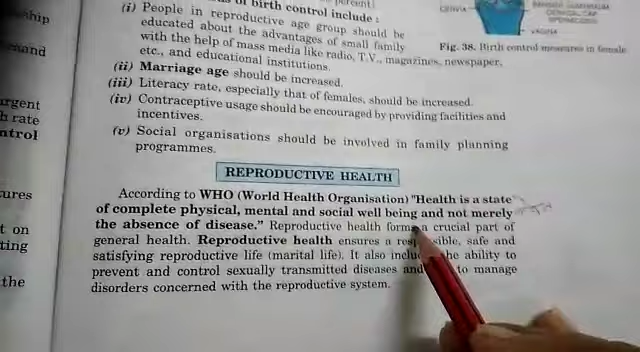 of birth control include :
(i) People in reproductive age group should be
educated about the advantages of small family
with the help of mass media like radio, T.V., magazines, newspaper,
etc., and educational institutions.
(ii) Marriage age should be increased.
(iii) Literacy rate, especially that of females, should be increased.
(iv) Contraceptive usage should be encouraged by providing facilities and
incentives.
(v) Social organisations should be involved in family planning
programmes.
VAGINA
Fig. 38. Birth control measures in female
REPRODUCTIVE HEALTH
According to WHO (World Health Organisation) "Health is a state
of complete physical, mental and social well being and not merely
the absence of disease." Reproductive health forms a crucial part of
general health. Reproductive health ensures a safe and
satisfying reproductive life (marital life). It also the ability to
prevent and control sexually transmitted diseases and to manage
disorders concerned with the reproductive system.
urgent
h rate
ntrol
ures
t on
ting
the